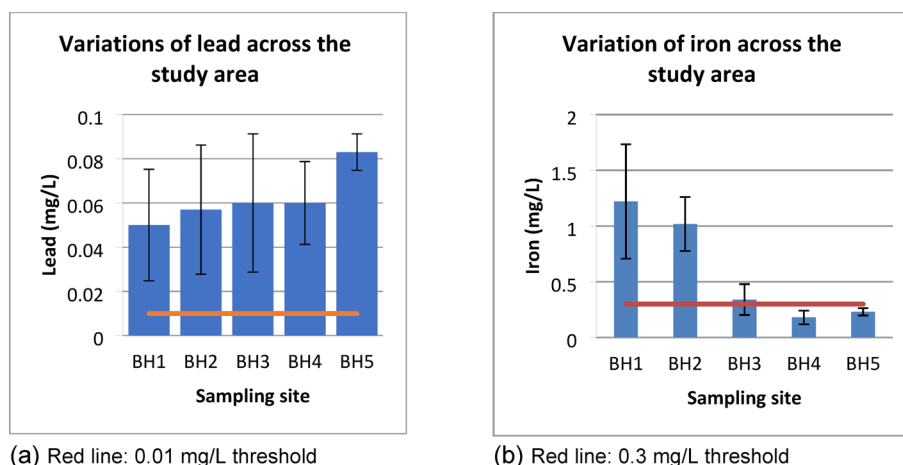 Variations of lead across the
study area
0.1
0.08
0.06
0.04
0.02
0
Lead (mg/L)
BH1 BH2 BH3 BH4 BH5
Sampling site
(a) Red line: 0.01 mg/L threshold
Variation of iron across the
study area
2
1.5
1
0.5
0
Iron (mg/L)
BH1 BH2 BH3 BH4 BH5
Sampling site
(b) Red line: 0.3 mg/L threshold